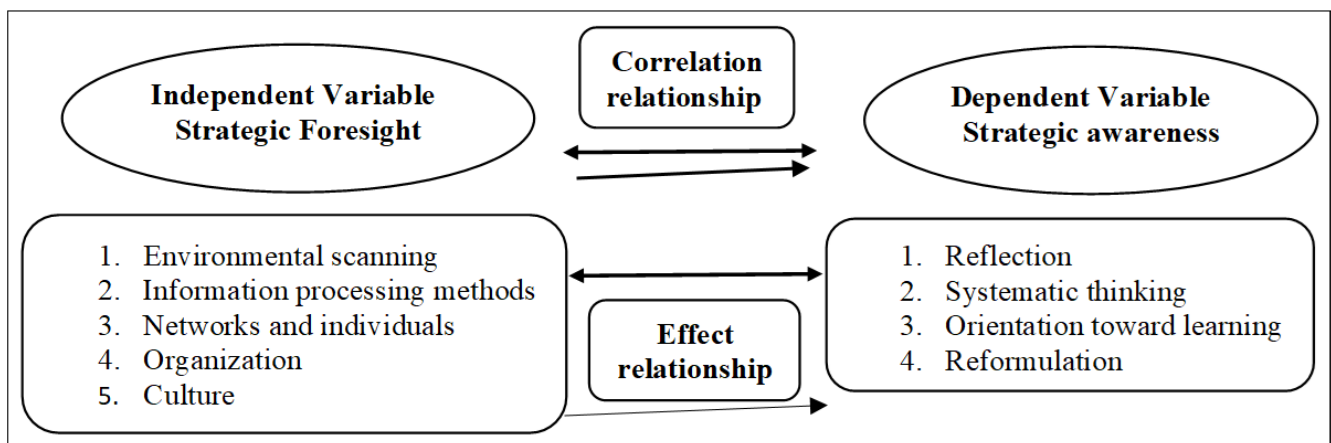 Independent Variable
Strategic Foresight
Correlation
relationship
Dependent Variable
Strategic awareness
1. Environmental scanning
2. Information processing methods
3. Networks and individuals
4. Organization
5. Culture
Effect
relationship
1. Reflection
2. Systematic thinking
3. Orientation toward learning
4. Reformulation